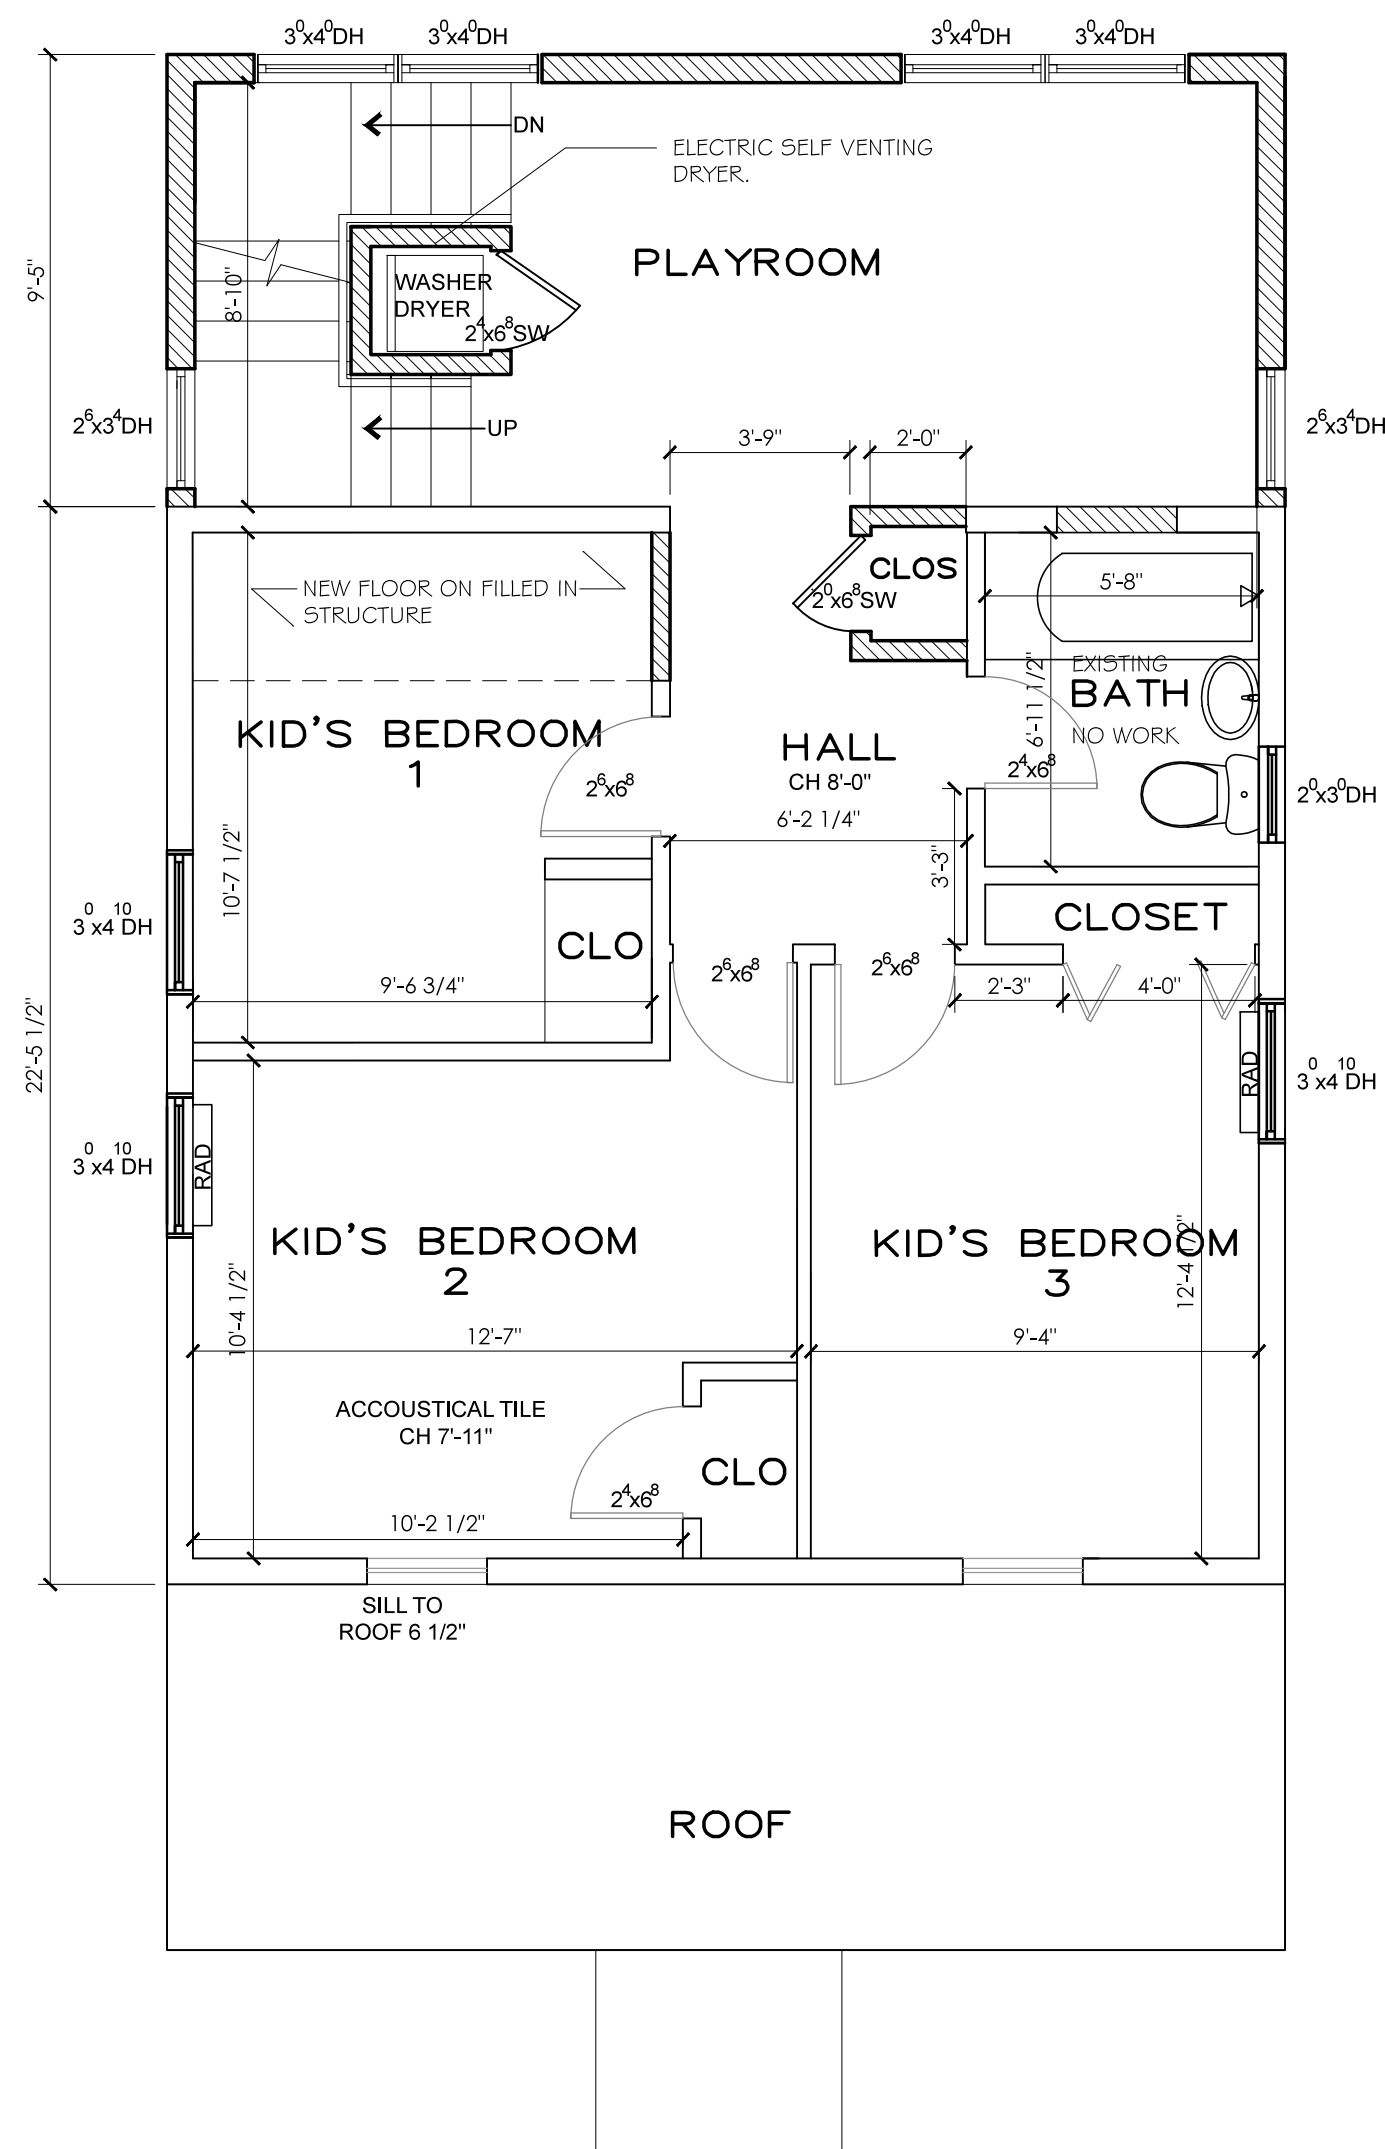 3⁰x4⁰DH
3⁰x4⁰DH
3⁰x4⁰DH
3⁰x4⁰DH
DN
ELECTRIC SELF VENTING
DRYER.
PLAYROOM
9'-5"
8'-10"
WASHER
DRYER
2⁴x6⁸SW
2⁶x3⁴DH
2⁶x3⁴DH
UP
3'-9"
2'-0"
CLOS
2⁰x6⁸SW
5'-8"
NEW FLOOR ON FILLED IN
STRUCTURE
6'-11 1/2"
EXISTING
BATH
NO WORK
KID'S BEDROOM
1
HALL
CH 8'-0"
2⁴x6⁸
2⁶x6⁸
2⁰x3⁰DH
6'-2 1/4"
10'-7 1/2"
3'-3"
3⁰x4¹⁰DH
CLO
CLOSET
2⁶x6⁸
2⁶x6⁸
9'-6 3/4"
2'-3"
4'-0"
22'-5 1/2"
RAD
3⁰x4¹⁰DH
3⁰x4¹⁰DH
RAD
KID'S BEDROOM
2
KID'S BEDROOM
3
12'-4 1/2"
10'-4 1/2"
12'-7"
9'-4"
ACCOUSTICAL TILE
CH 7'-11"
CLO
2⁴x6⁸
10'-2 1/2"
SILL TO
ROOF 6 1/2"
ROOF